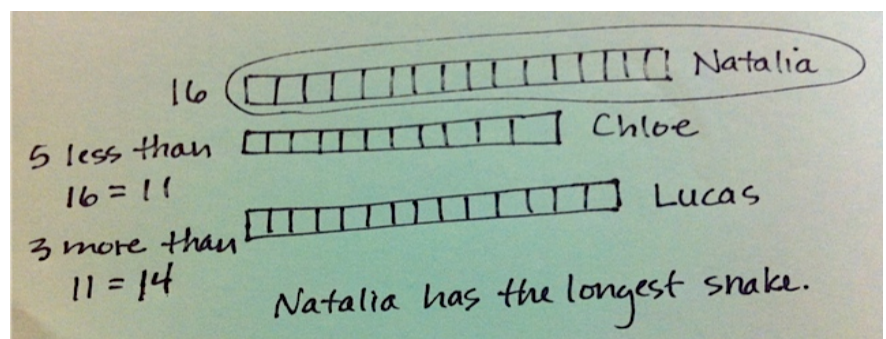 16 Natalia
5 less than Chloe
16 = 11
3 more than Lucas
11 = 14
Natalia has the longest snake.